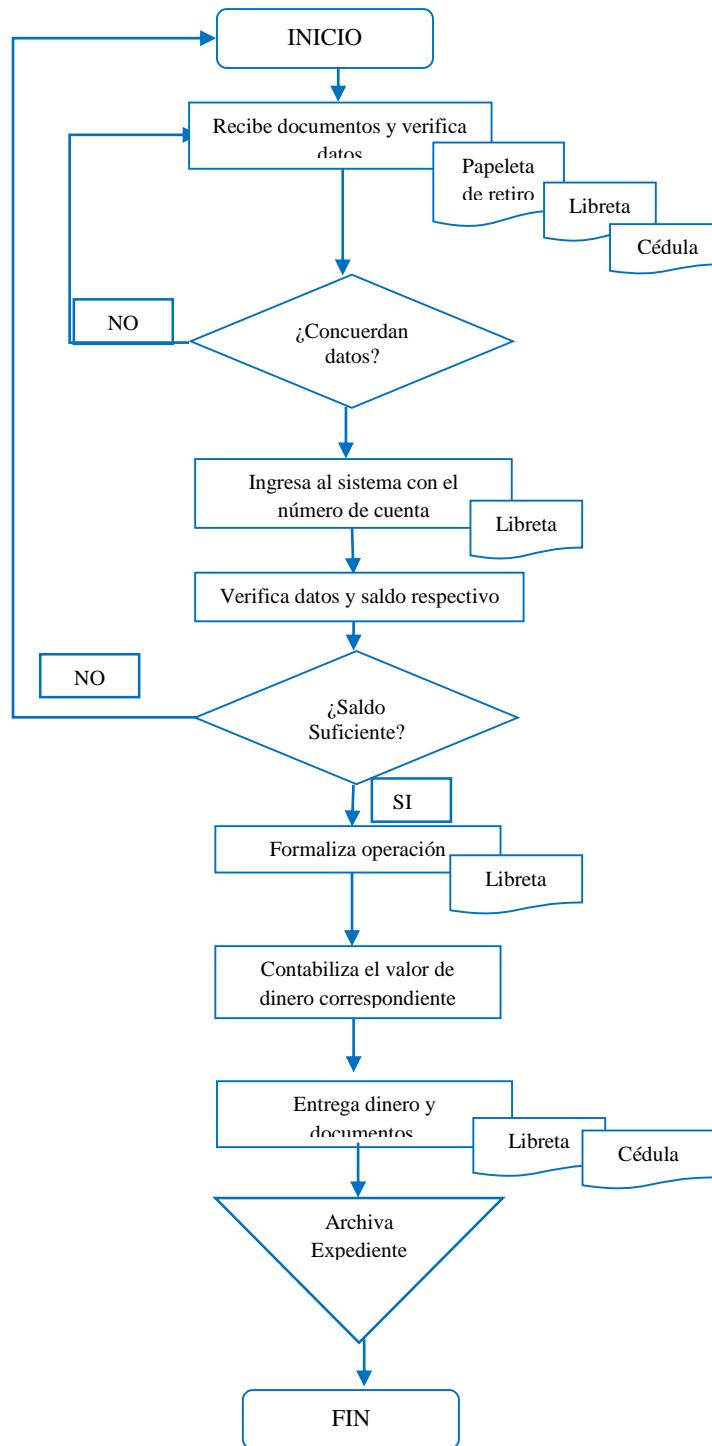 INICIO
Recibe documentos y verifica
datos
Papeleta
de retiro
Libreta
Cédula
NO
¿Concuerdan
datos?
Ingresa al sistema con el
número de cuenta
Libreta
Verifica datos y saldo respectivo
NO
¿Saldo
Suficiente?
SI
Formaliza operación
Libreta
Contabiliza el valor de
dinero correspondiente
Entrega dinero y
documentos
Libreta
Cédula
Archiva
Expediente
FIN